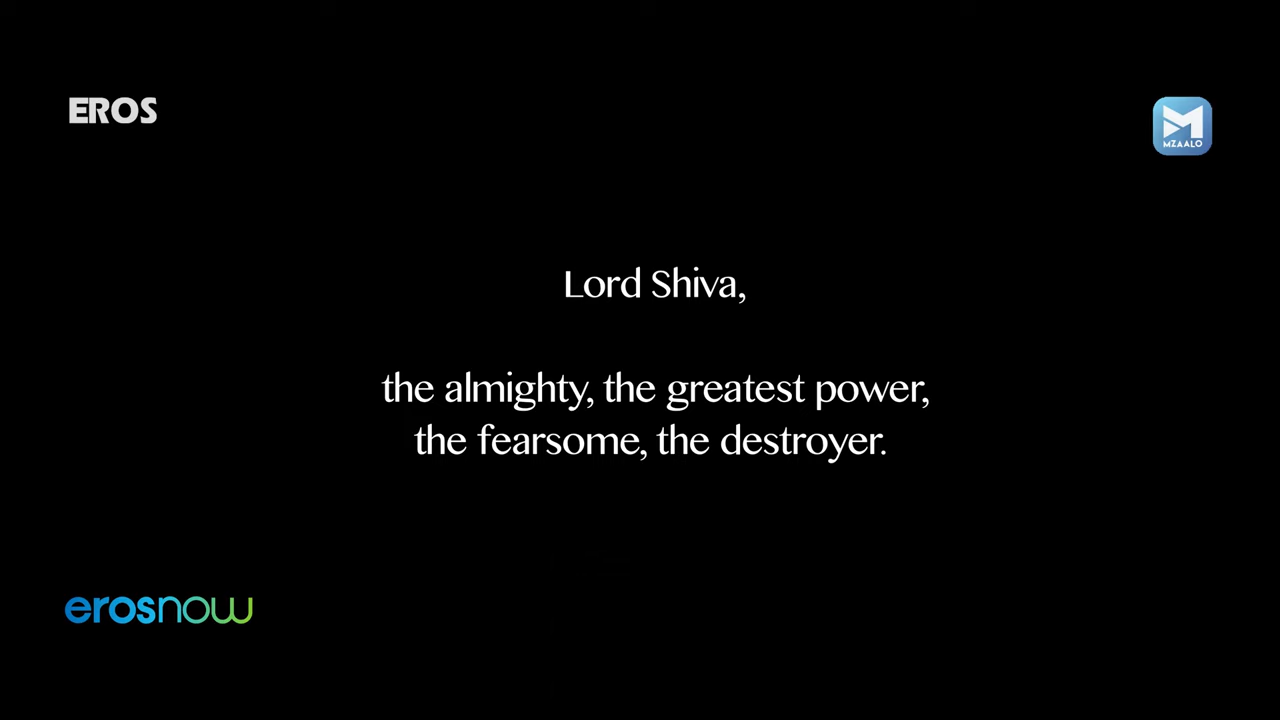 EROS
MZAALO
Lord Shiva,
the almighty, the greatest power,
the fearsome, the destroyer.
erosnow